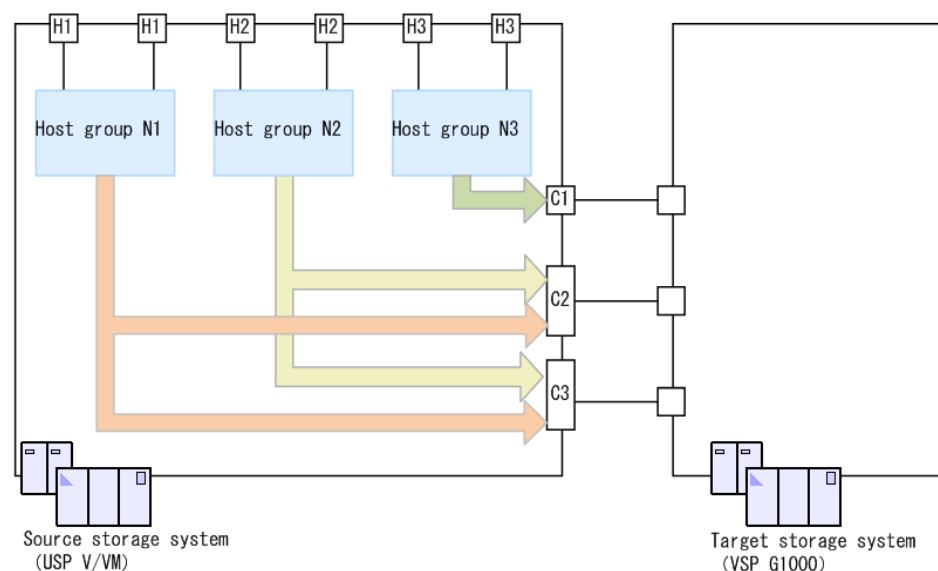 H1 H1 H2 H2 H3 H3
Host group N1 Host group N2 Host group N3
C1
C2
C3
Source storage system
(USP V/VM)
Target storage system
(VSP G1000)